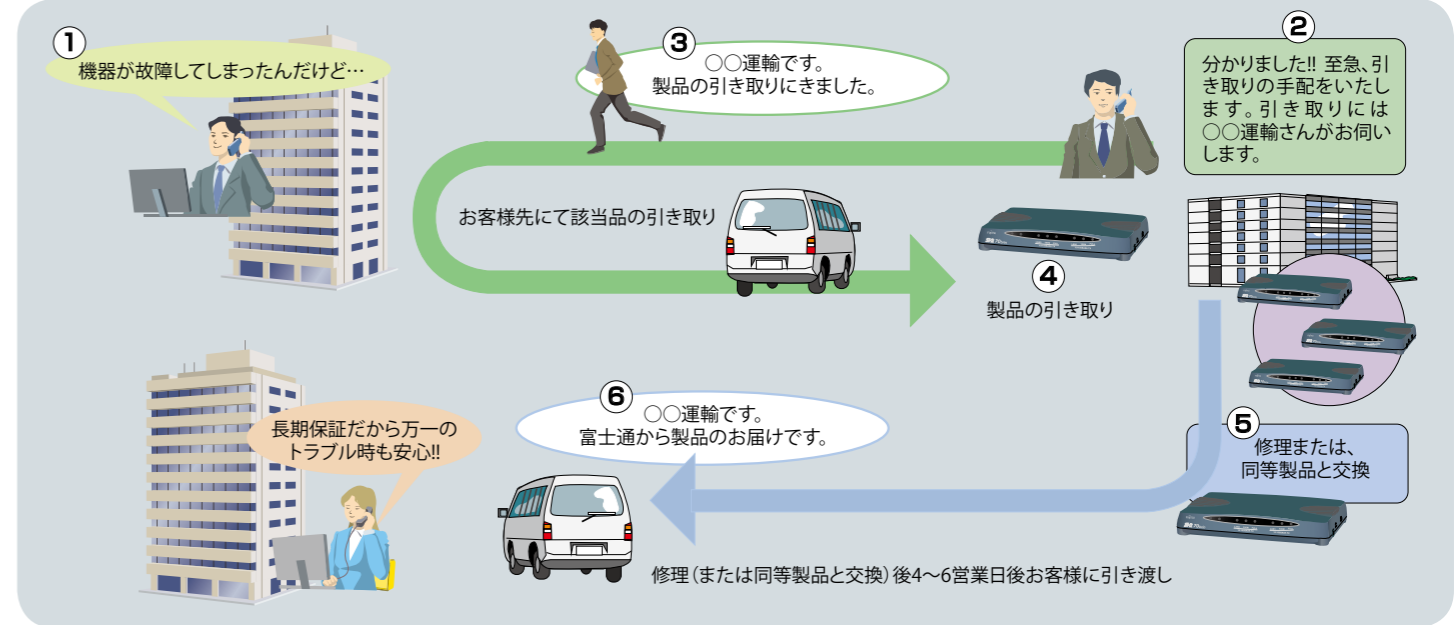 ①
機器が故障してしまったんだけど…
②
分かりました!! 至急、引
き取りの手配をいたし
ます。引き取りには
○○運輸さんがお伺い
します。
③
○○運輸です。
製品の引き取りにきました。
お客様先にて該当品の引き取り
④
製品の引き取り
⑤
修理または、
同等製品と交換
⑥
○○運輸です。
富士通から製品のお届けです。
長期保証だから万一の
トラブル時も安心!!
修理(または同等製品と交換)後4〜6営業日後お客様に引き渡し